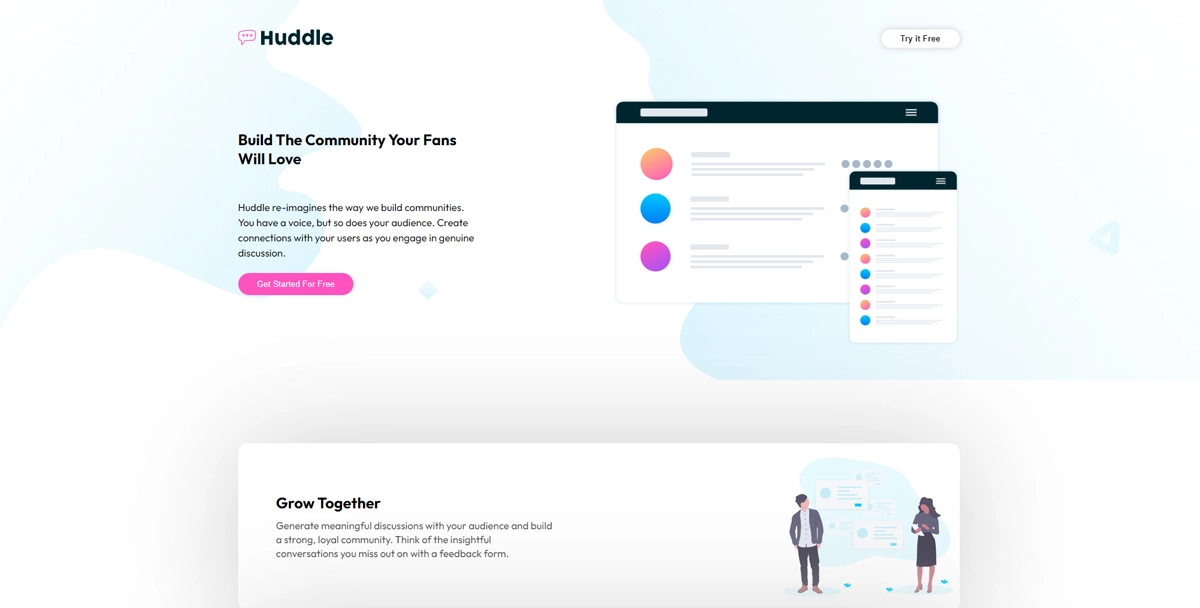 Huddle
Try it Free
Build The Community Your Fans
Will Love
Huddle re-imagines the way we build communities.
You have a voice, but so does your audience. Create
connections with your users as you engage in genuine
discussion.
Get Started For Free
Grow Together
Generate meaningful discussions with your audience and build
a strong, loyal community. Think of the insightful
conversations you miss out on with a feedback form.